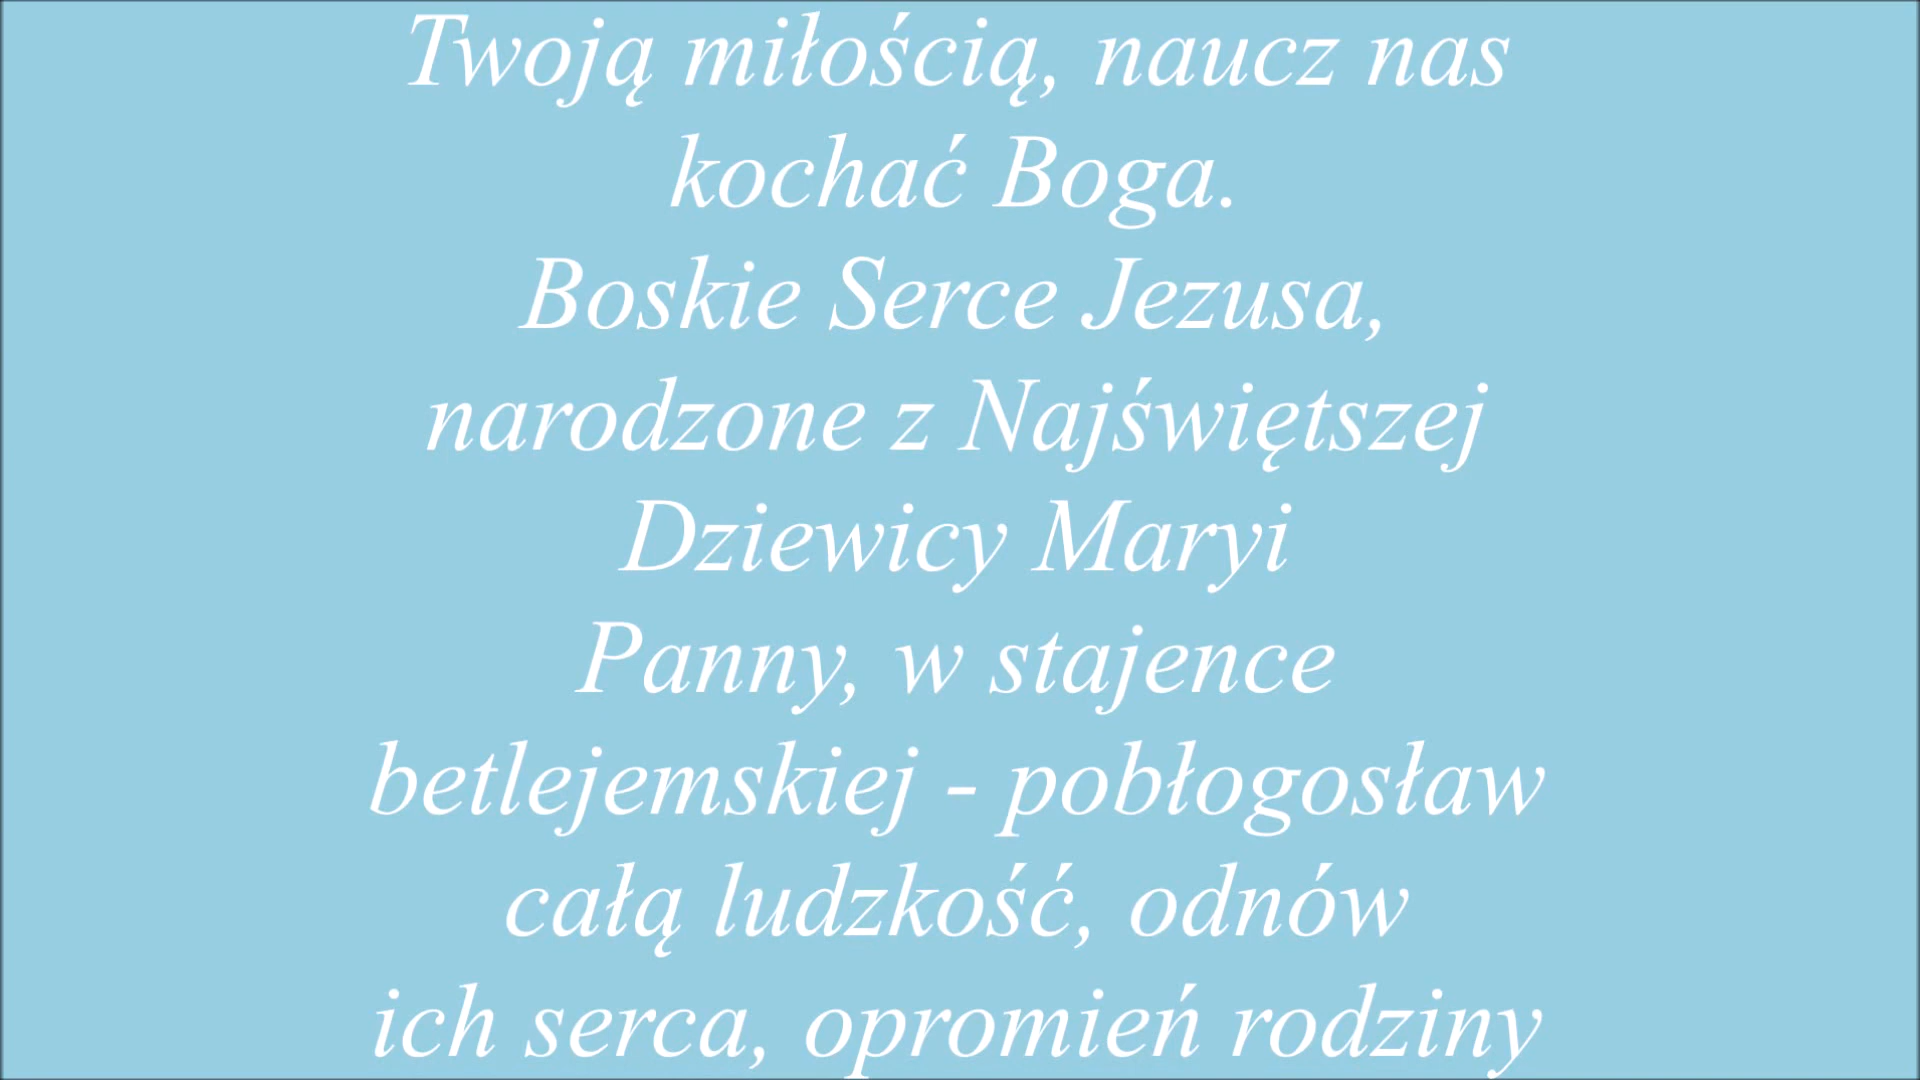 Twoją miłością, naucz nas
kochać Boga.
Boskie Serce Jezusa,
narodzone z Najświętszej
Dziewicy Maryi
Panny, w stajence
betlejemskiej - pobłogosław
całą ludzkość, odnów
ich serca, opromień rodziny